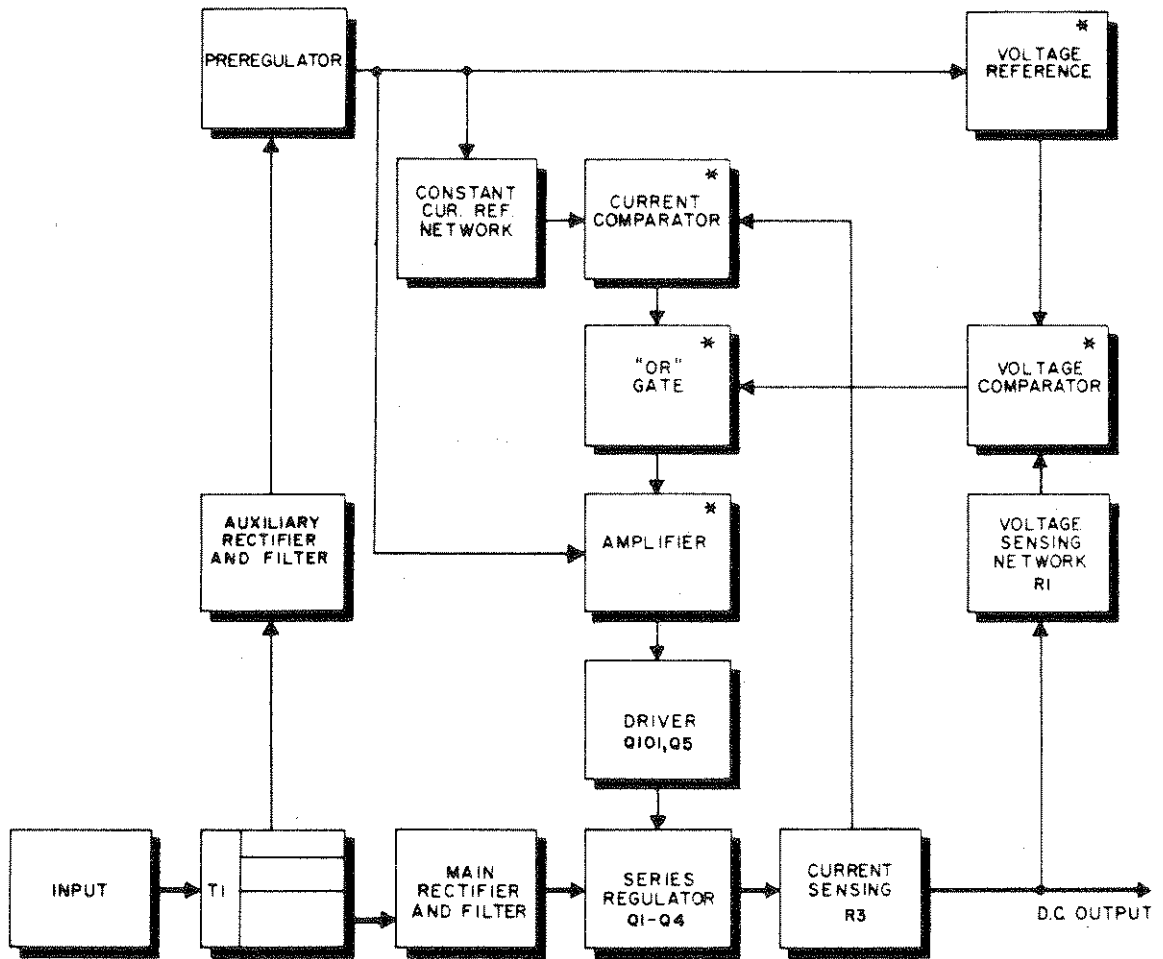 PREREGULATOR
*
VOLTAGE
REFERENCE
CONSTANT
CUR. REF.
NETWORK
*
CURRENT
COMPARATOR
*
"OR"
GATE
*
VOLTAGE
COMPARATOR
AUXILIARY
RECTIFIER
AND FILTER
*
AMPLIFIER
VOLTAGE
SENSING
NETWORK
R1
DRIVER
Q101,Q5
INPUT
T1
MAIN
RECTIFIER
AND FILTER
SERIES
REGULATOR
Q1-Q4
CURRENT
SENSING
R3
D.C. OUTPUT